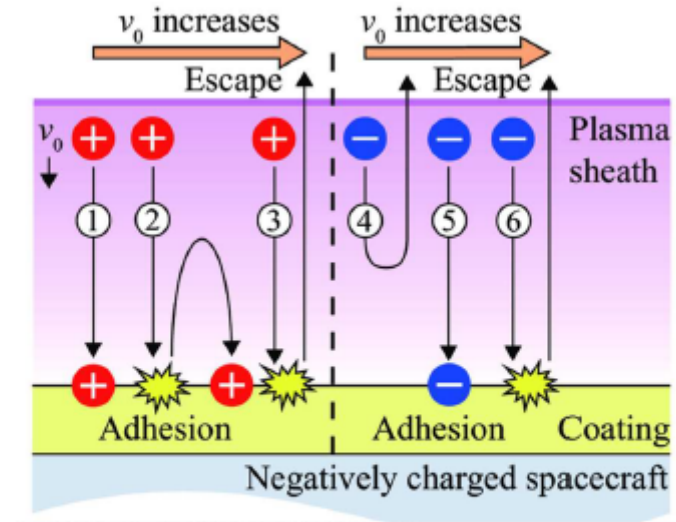 v₀ increases
v₀ increases
Escape
Escape
v₀
+
+
+
−
−
−
Plasma
sheath
①
②
③
④
⑤
⑥
+
+
−
Adhesion
Adhesion
Coating
Negatively charged spacecraft